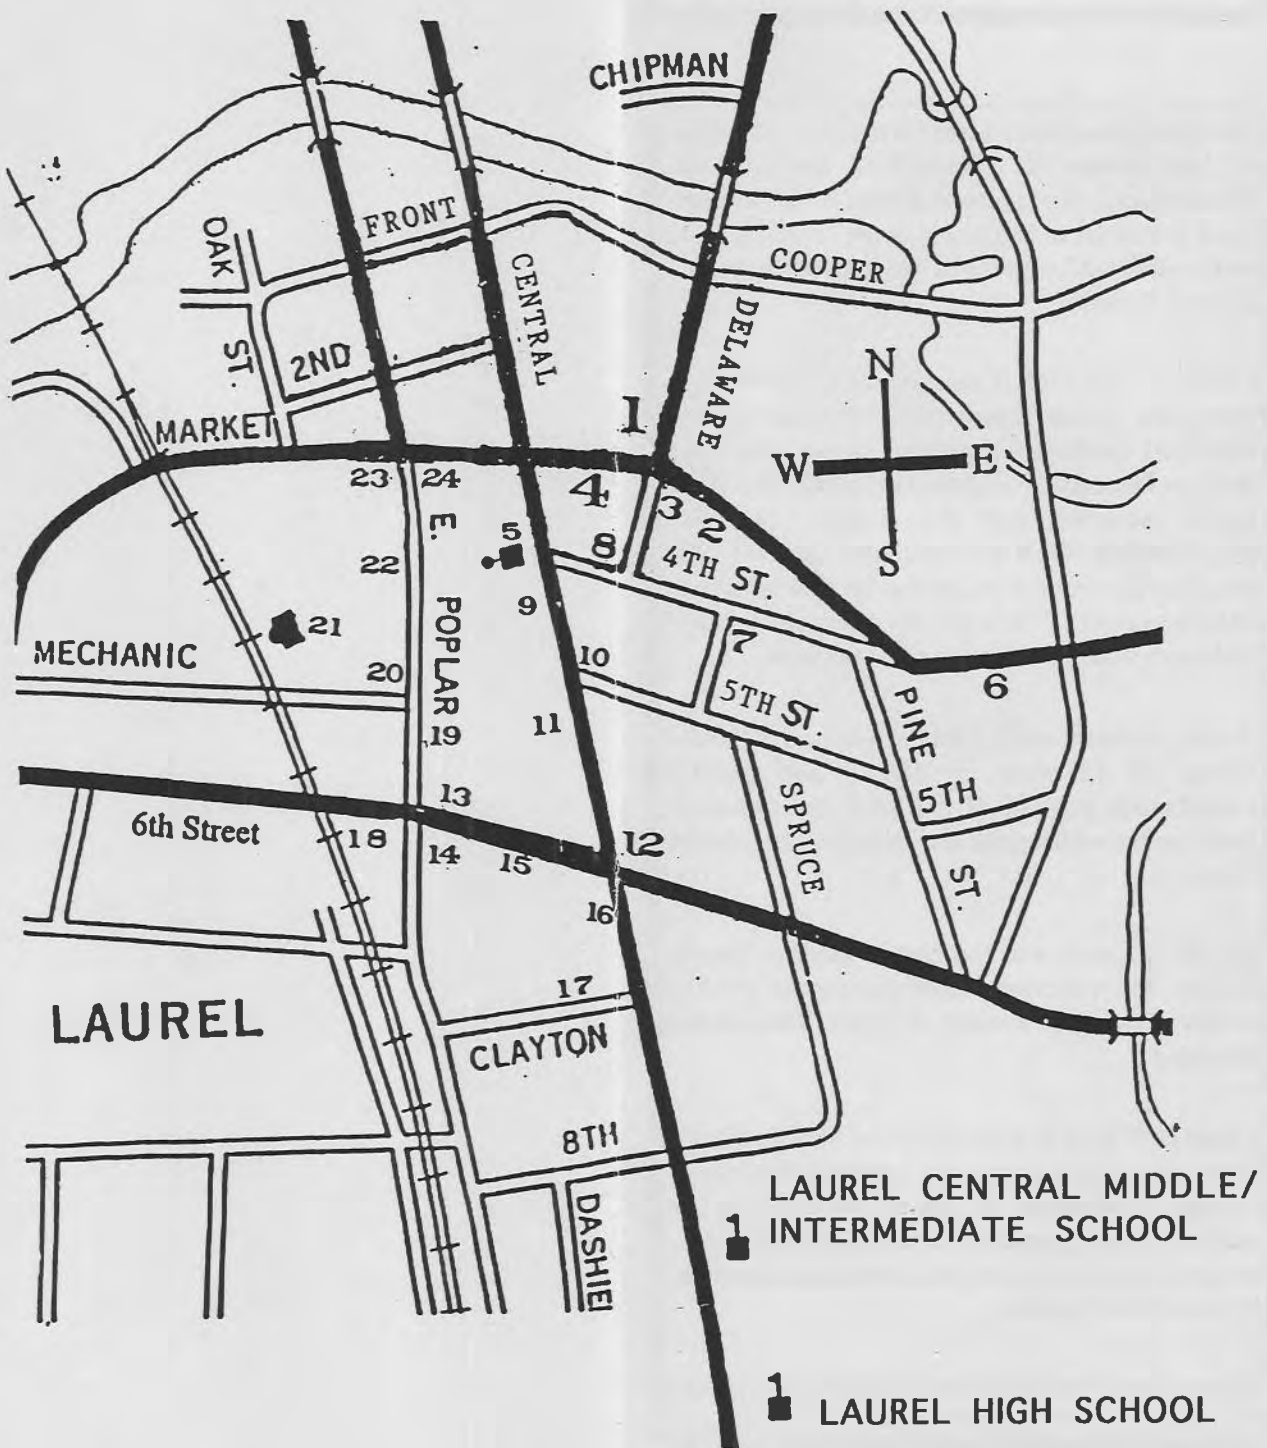 CHIPMAN
OAK
ST.
FRONT
CENTRAL
COOPER
DELAWARE
2ND
MARKET
1
N
W E
S
23 24
4
3
2
E. POPLAR
5
8
4TH ST.
22
9
21
MECHANIC
7
10
20
5TH ST.
6
PINE
ST.
19
11
5TH
13
6th Street
18
14
15
12
SPRUCE
16
17
LAUREL
CLAYTON
8TH
DASHIEL
LAUREL CENTRAL MIDDLE/
1 INTERMEDIATE SCHOOL
1
LAUREL HIGH SCHOOL